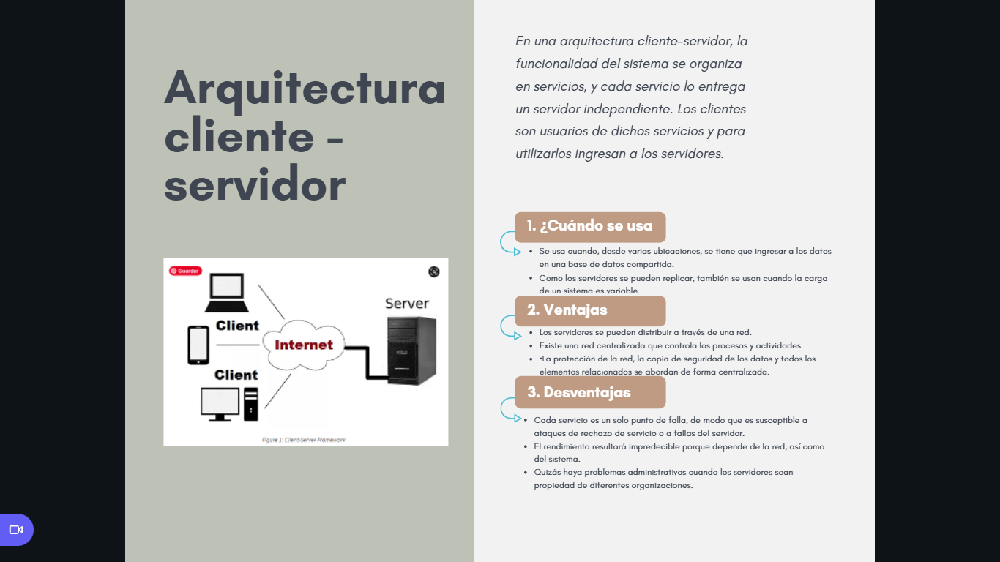 Arquitectura
cliente -
servidor
Guardar
Client
Client
Internet
Server
Figure 1: Client-Server Framework
En una arquitectura cliente-servidor, la
funcionalidad del sistema se organiza
en servicios, y cada servicio lo entrega
un servidor independiente. Los clientes
son usuarios de dichos servicios y para
utilizarlos ingresan a los servidores.
1. ¿Cuándo se usa
• Se usa cuando, desde varias ubicaciones, se tiene que ingresar a los datos
en una base de datos compartida.
• Como los servidores se pueden replicar, también se usan cuando la carga
de un sistema es variable.
2. Ventajas
• Los servidores se pueden distribuir a través de una red.
• Existe una red centralizada que controla los procesos y actividades.
• •La protección de la red, la copia de seguridad de los datos y todos los
elementos relacionados se abordan de forma centralizada.
3. Desventajas
• Cada servicio es un solo punto de falla, de modo que es susceptible a
ataques de rechazo de servicio o a fallas del servidor.
• El rendimiento resultará impredecible porque depende de la red, así como
del sistema.
• Quizás haya problemas administrativos cuando los servidores sean
propiedad de diferentes organizaciones.